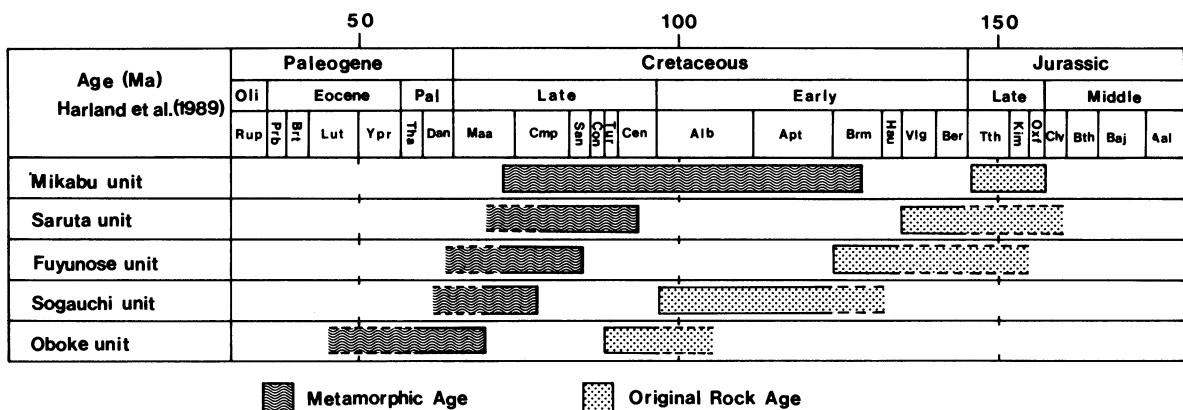 50 100 150
Age (Ma)
Harland et al.(1989)
Paleogene Cretaceous Jurassic
Oli Eocene Pal Late Early Late Middle
Rup Prb Brt Lut Ypr Tha Dan Maa Cmp San Con Tur Cen Alb Apt Brm Hau Vlg Ber Tth Kim Oxf Clv Bth Baj Aal
Mikabu unit
Saruta unit
Fuyunose unit
Sogauchi unit
Oboke unit
Metamorphic Age Original Rock Age